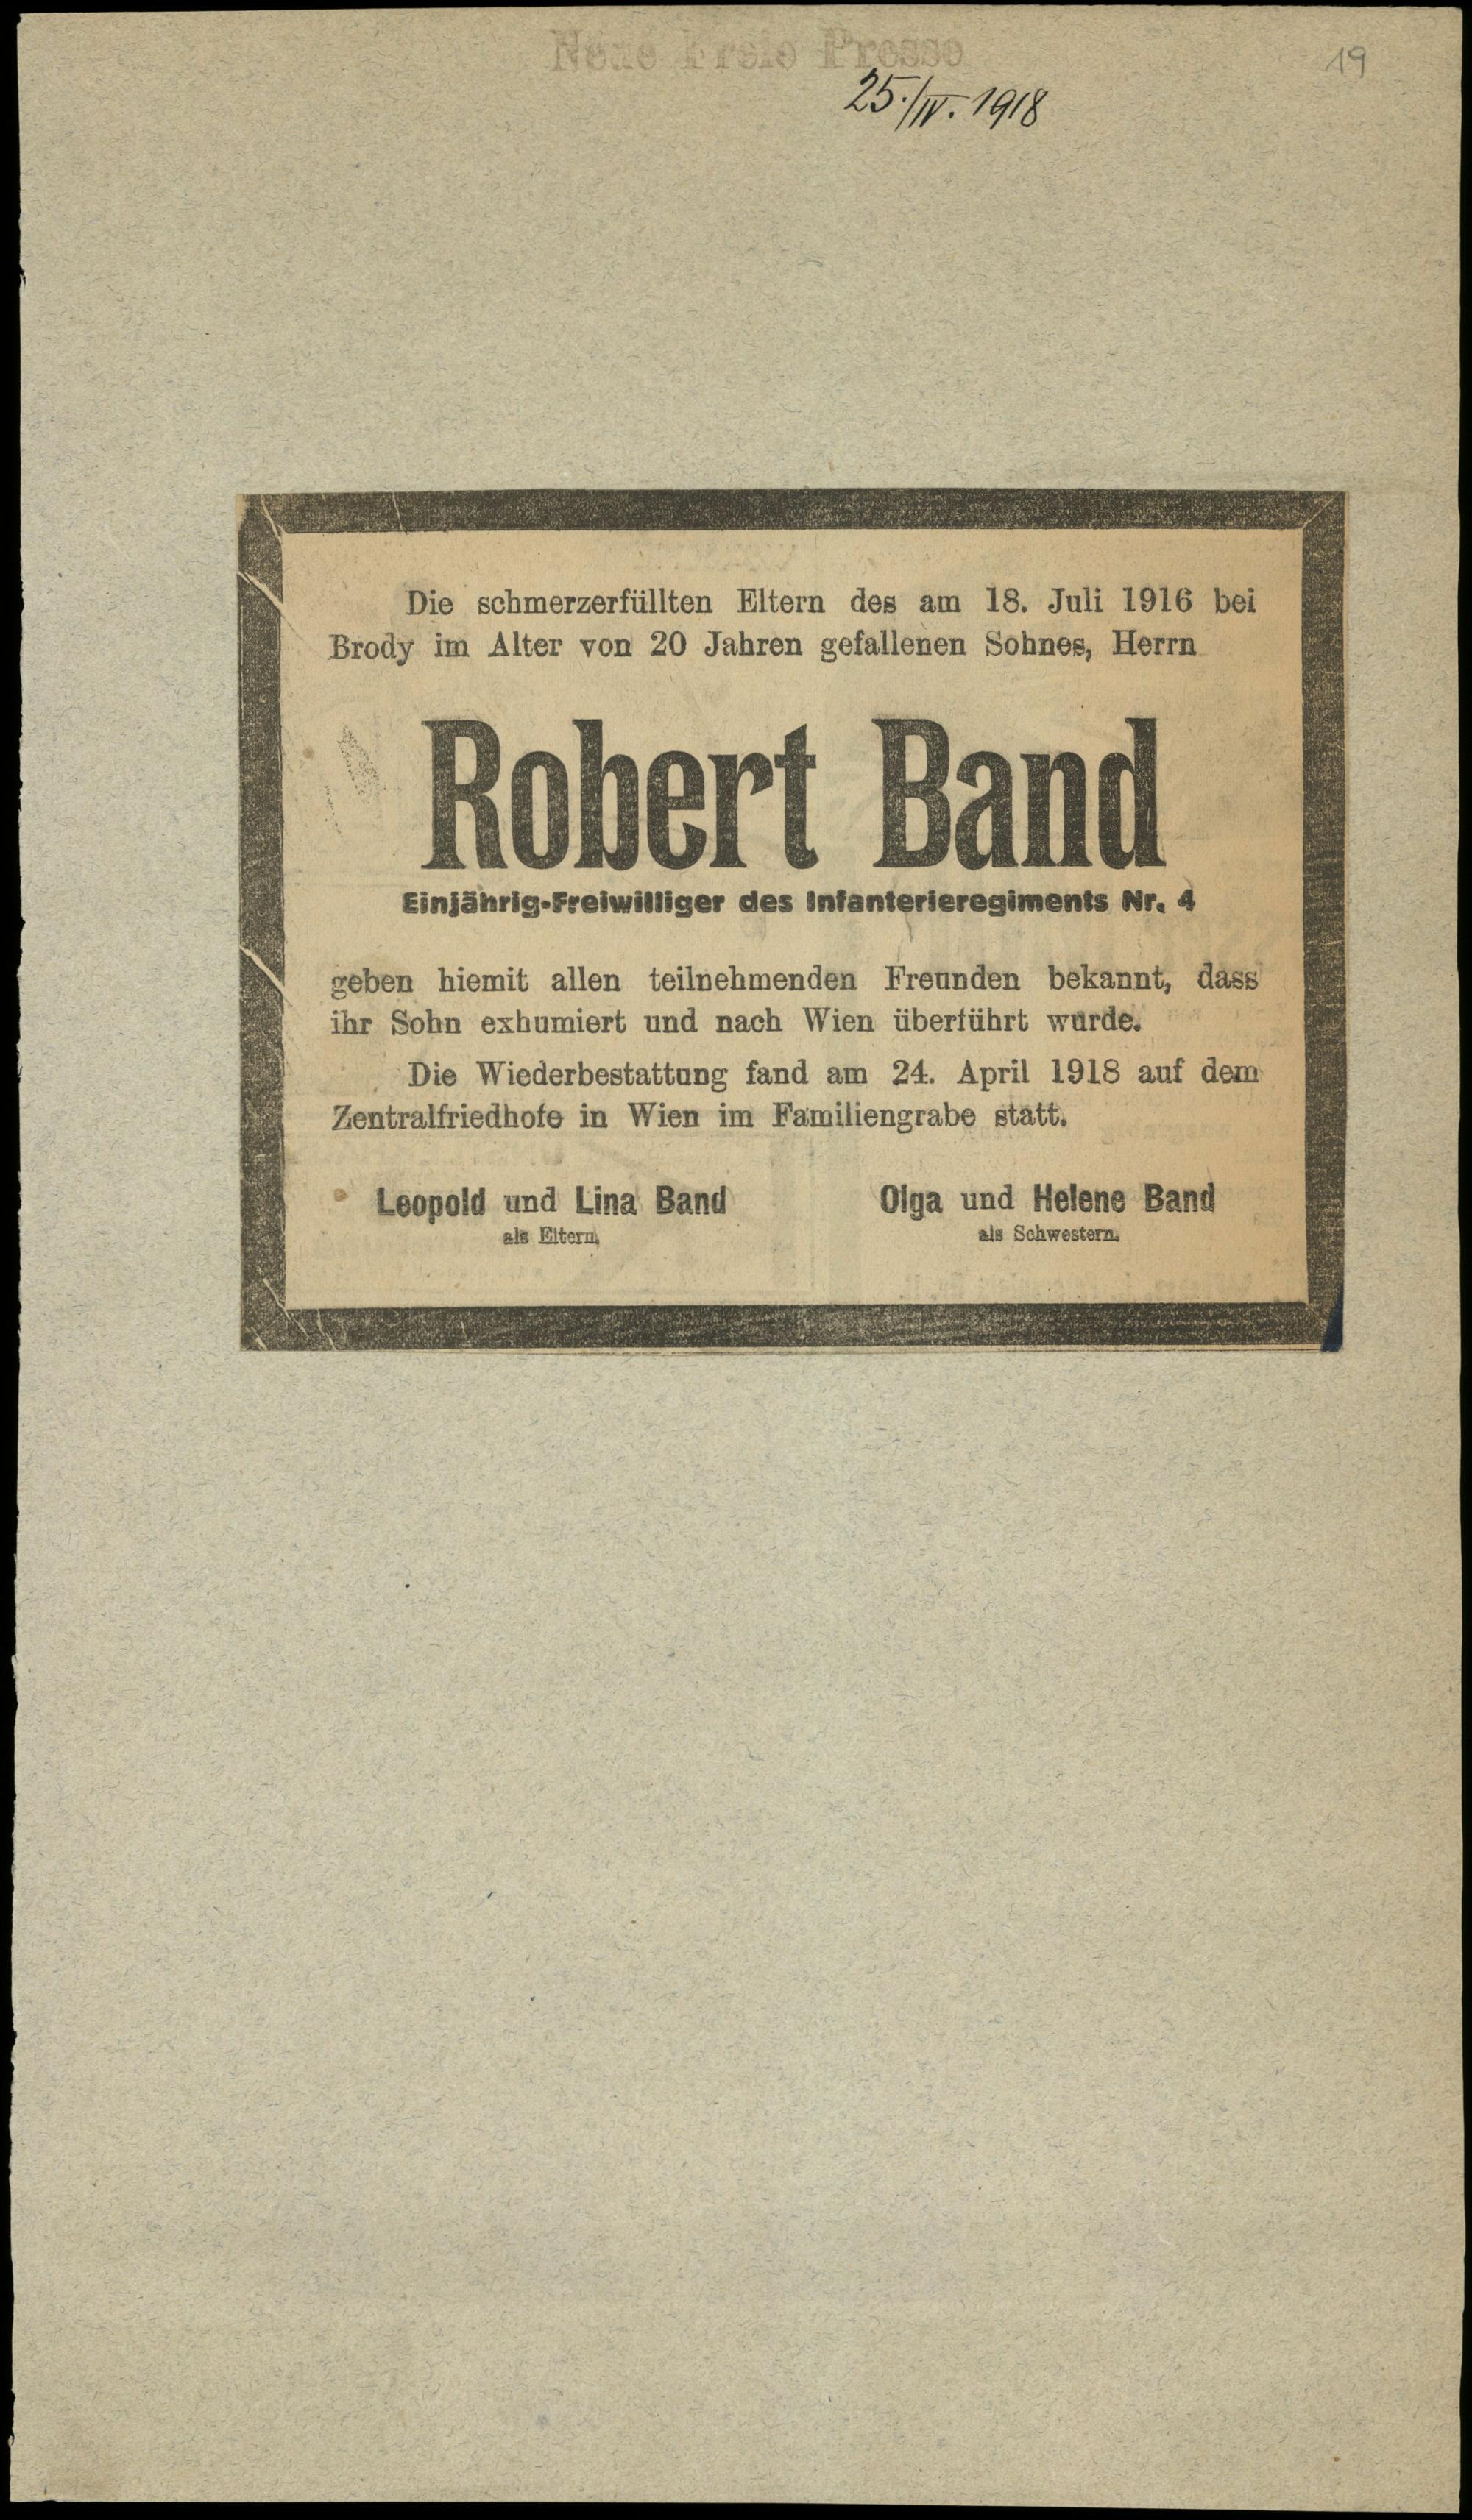 Neue Freie Presse
19
25./IV. 1918
Die schmerzerfüllten Eltern des am 18. Juli 1916 bei
Brody im Alter von 20 Jahren gefallenen Sohnes, Herrn
Robert Band
Einjährig-Freiwilliger des Infanterieregiments Nr. 4
geben hiemit allen teilnehmenden Freunden bekannt, dass
ihr Sohn exhumiert und nach Wien überführt wurde.
Die Wiederbestattung fand am 24. April 1918 auf dem
Zentralfriedhofe in Wien im Familiengrabe statt.
Leopold und Lina Band
als Eltern.
Olga und Helene Band
als Schwestern.